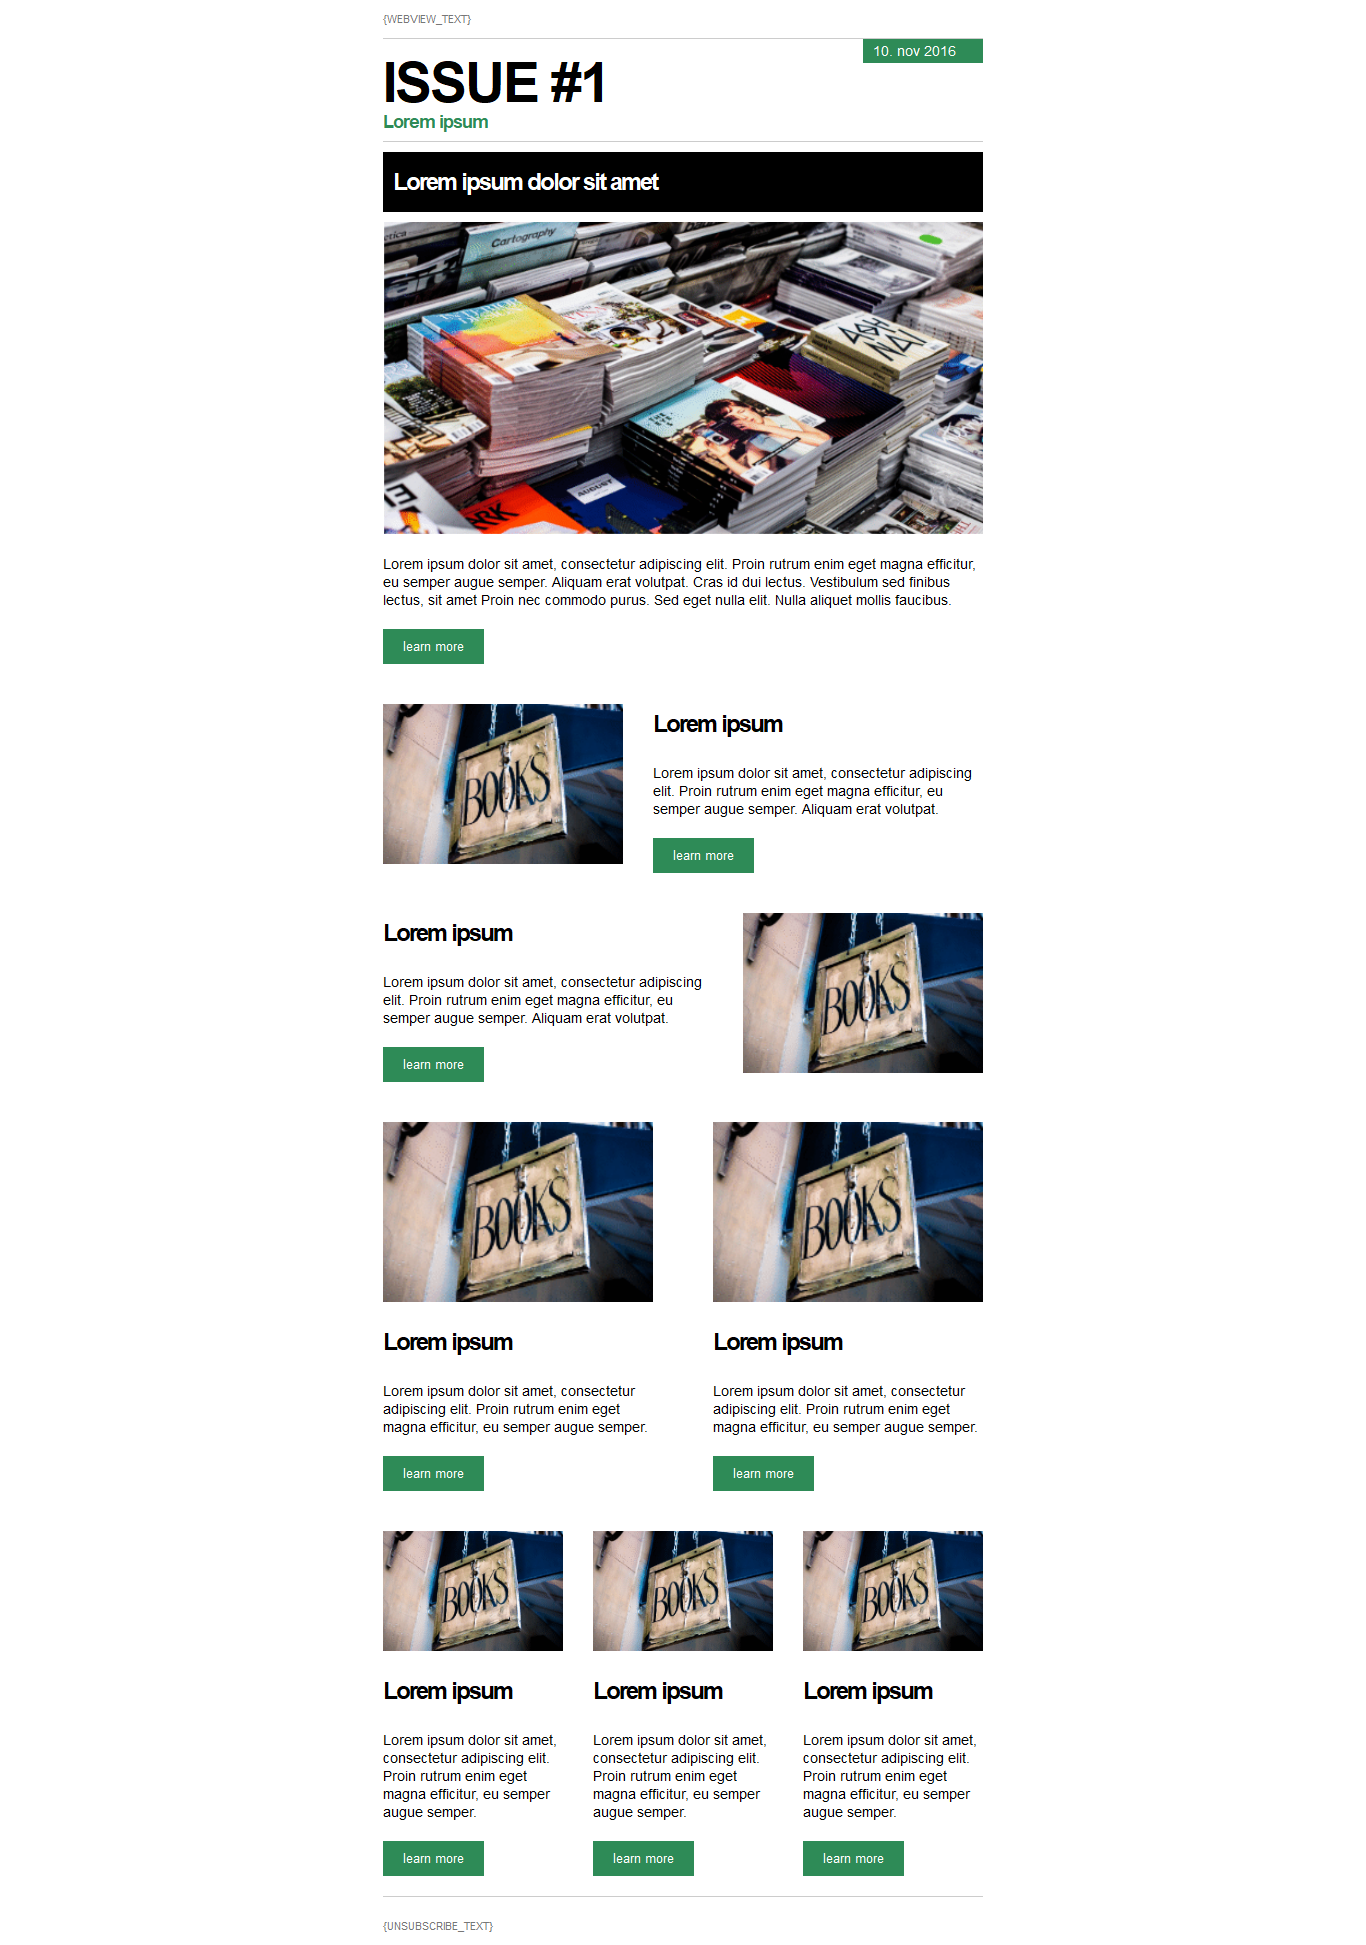 {WEBVIEW_TEXT}
10. nov 2016
ISSUE #1
Lorem ipsum
Lorem ipsum dolor sit amet
Cartography
AUGUST
Lorem ipsum dolor sit amet, consectetur adipiscing elit. Proin rutrum enim eget magna efficitur,
eu semper augue semper. Aliquam erat volutpat. Cras id dui lectus. Vestibulum sed finibus
lectus, sit amet Proin nec commodo purus. Sed eget nulla elit. Nulla aliquet mollis faucibus.
learn more
BOOKS
Lorem ipsum
Lorem ipsum dolor sit amet, consectetur adipiscing
elit. Proin rutrum enim eget magna efficitur, eu
semper augue semper. Aliquam erat volutpat.
learn more
Lorem ipsum
Lorem ipsum dolor sit amet, consectetur adipiscing
elit. Proin rutrum enim eget magna efficitur, eu
semper augue semper. Aliquam erat volutpat.
learn more
BOOKS
BOOKS
Lorem ipsum
Lorem ipsum dolor sit amet, consectetur
adipiscing elit. Proin rutrum enim eget
magna efficitur, eu semper augue semper.
learn more
BOOKS
Lorem ipsum
Lorem ipsum dolor sit amet, consectetur
adipiscing elit. Proin rutrum enim eget
magna efficitur, eu semper augue semper.
learn more
BOOKS
Lorem ipsum
Lorem ipsum dolor sit amet,
consectetur adipiscing elit.
Proin rutrum enim eget
magna efficitur, eu semper
augue semper.
learn more
BOOKS
Lorem ipsum
Lorem ipsum dolor sit amet,
consectetur adipiscing elit.
Proin rutrum enim eget
magna efficitur, eu semper
augue semper.
learn more
BOOKS
Lorem ipsum
Lorem ipsum dolor sit amet,
consectetur adipiscing elit.
Proin rutrum enim eget
magna efficitur, eu semper
augue semper.
learn more
{UNSUBSCRIBE_TEXT}